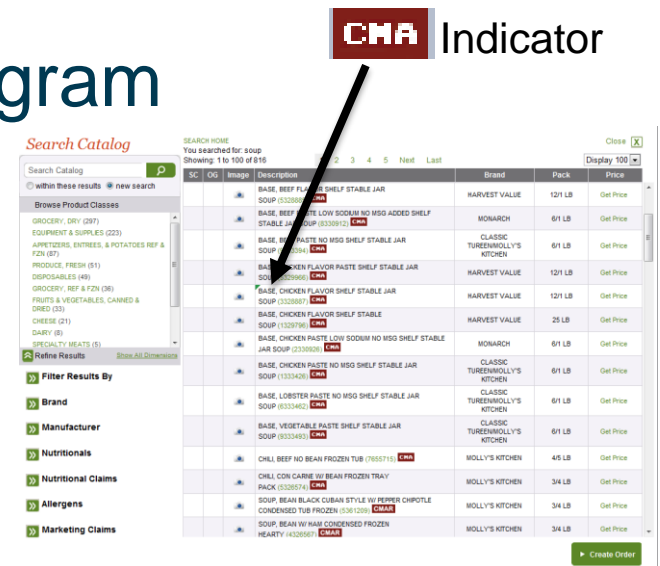 CMA Indicator
gram
Search Catalog
SEARCH HOME
Close X
You searched for: soup
Showing: 1 to 100 of 816
2 3 4 5 Next Last
Display 100
Search Catalog
within these results new search
Browse Product Classes
GROCERY, DRY (297)
EQUIPMENT & SUPPLIES (223)
APPETIZERS, ENTREES, & POTATOES REF &
FZN (87)
PRODUCE, FRESH (51)
DISPOSABLES (49)
GROCERY, REF & FZN (36)
FRUITS & VEGETABLES, CANNED &
DRIED (33)
CHEESE (21)
DAIRY (8)
SPECIALTY MEATS (5)
Refine Results Show All Dimensions
Filter Results By
Brand
Manufacturer
Nutritionals
Nutritional Claims
Allergens
Marketing Claims
SC OG Image Description Brand Pack Price
BASE, BEEF FLAVOR SHELF STABLE JAR
SOUP CMA
HARVEST VALUE 12/1 LB Get Price
BASE, BEEF PASTE LOW SODIUM NO MSG ADDED SHELF
STABLE JAR SOUP (8330912) CMA
MONARCH 6/1 LB Get Price
BASE, BEEF PASTE NO MSG SHELF STABLE JAR
SOUP CMA
CLASSIC
TUREEN/MOLLY'S
KITCHEN
6/1 LB Get Price
BASE, CHICKEN FLAVOR PASTE SHELF STABLE JAR
SOUP CMA
HARVEST VALUE 12/1 LB Get Price
BASE, CHICKEN FLAVOR SHELF STABLE JAR
SOUP (3328887) CMA
HARVEST VALUE 12/1 LB Get Price
BASE, CHICKEN FLAVOR SHELF STABLE
SOUP (1329796) CMA
HARVEST VALUE 25 LB Get Price
BASE, CHICKEN PASTE LOW SODIUM NO MSG SHELF STABLE
JAR SOUP (2330926) CMA
MONARCH 6/1 LB Get Price
BASE, CHICKEN PASTE NO MSG SHELF STABLE JAR
SOUP (1333426) CMA
CLASSIC
TUREEN/MOLLY'S
KITCHEN
6/1 LB Get Price
BASE, LOBSTER PASTE NO MSG SHELF STABLE JAR
SOUP (6333462) CMA
CLASSIC
TUREEN/MOLLY'S
KITCHEN
6/1 LB Get Price
BASE, VEGETABLE PASTE SHELF STABLE JAR
SOUP (9333493) CMA
CLASSIC
TUREEN/MOLLY'S
KITCHEN
6/1 LB Get Price
CHILI, BEEF NO BEAN FROZEN TUB (7655715) CMA
MOLLY'S KITCHEN 4/5 LB Get Price
CHILI, CON CARNE W/ BEAN FROZEN TRAY
PACK (5326574) CMA
MOLLY'S KITCHEN 3/4 LB Get Price
SOUP, BEAN BLACK CUBAN STYLE W/ PEPPER CHIPOTLE
CONDENSED TUB FROZEN (5361209) CMAR
MOLLY'S KITCHEN 3/4 LB Get Price
SOUP, BEAN W/ HAM CONDENSED FROZEN
HEARTY (4326567) CMAR
MOLLY'S KITCHEN 3/4 LB Get Price
Create Order